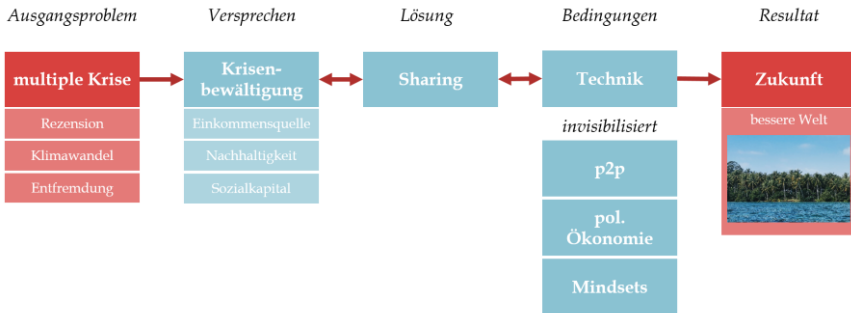 Ausgangsproblem
Versprechen
Lösung
Bedingungen
Resultat
multiple Krise
Krisen-
bewältigung
Sharing
Technik
Zukunft
Rezension
Klimawandel
Entfremdung
Einkommensquelle
Nachhaltigkeit
Sozialkapital
invisibilisiert
p2p
pol.
Ökonomie
Mindsets
bessere Welt